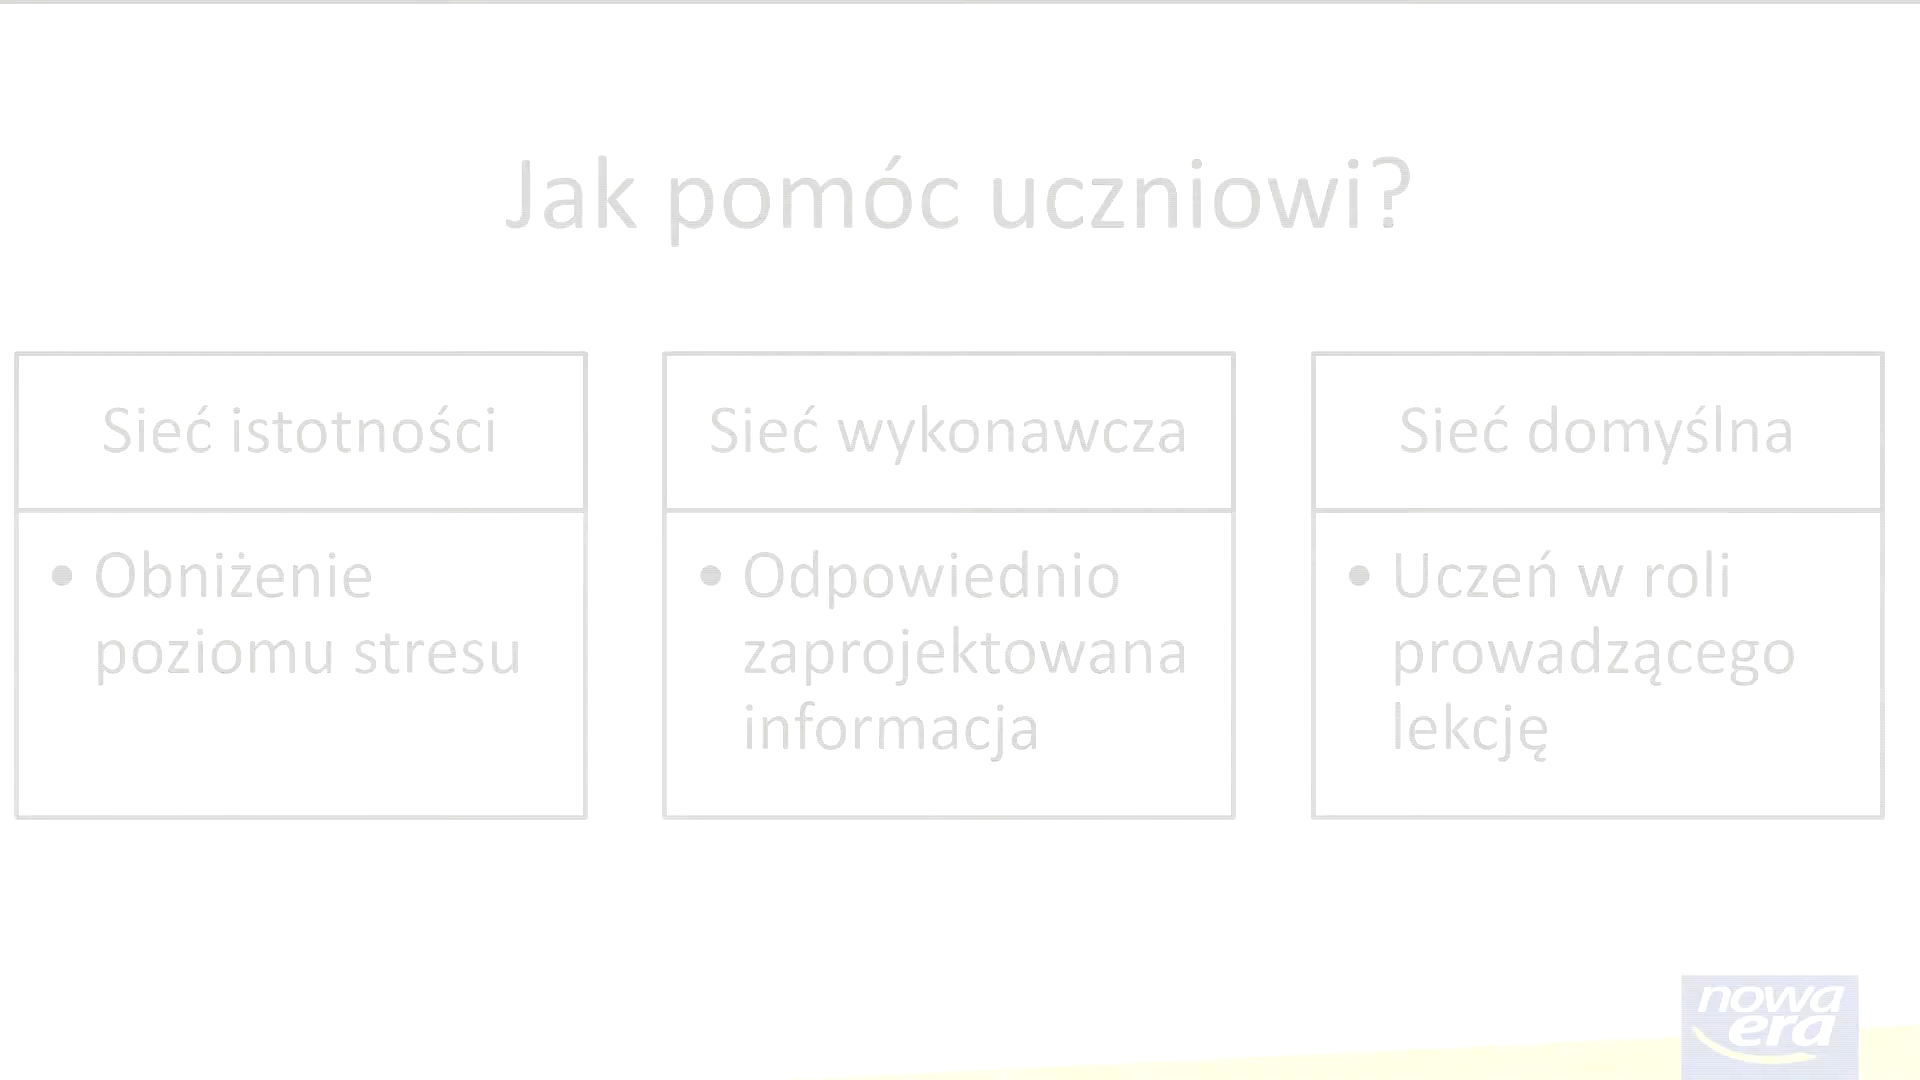 Jak pomóc uczniowi?
Sieć istotności
• Obniżenie
poziomu stresu
Sieć wykonawcza
• Odpowiednio
zaprojektowana
informacja
Sieć domyślna
• Uczeń w roli
prowadzącego
lekcję
nowa
era